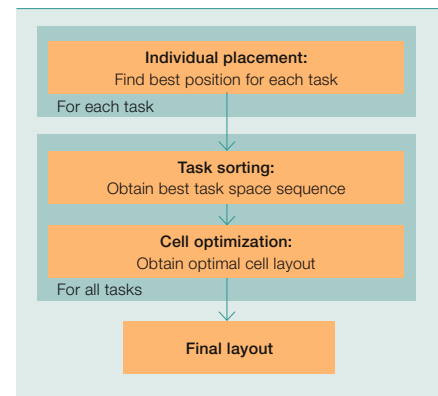 Individual placement:
Find best position for each task
For each task
Task sorting:
Obtain best task space sequence
Cell optimization:
Obtain optimal cell layout
For all tasks
Final layout